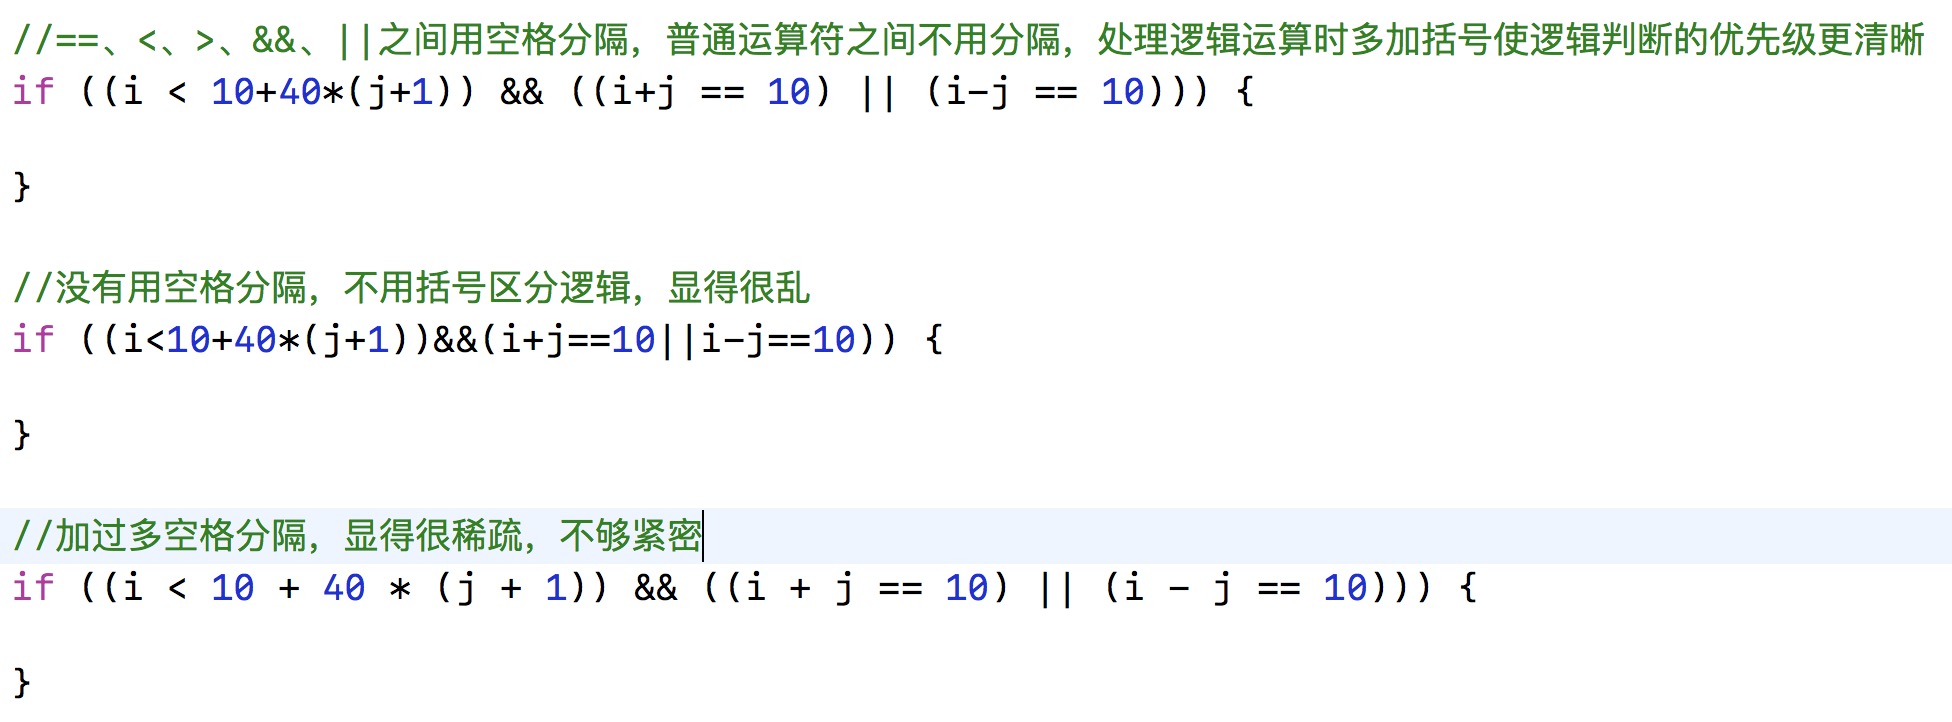 //==、<、>、&&、||之间用空格分隔，普通运算符之间不用分隔，处理逻辑运算时多加括号使逻辑判断的优先级更清晰
if ((i < 10+40*(j+1)) && ((i+j == 10) || (i-j == 10))) {
}
//没有用空格分隔，不用括号区分逻辑，显得很乱
if ((i<10+40*(j+1))&&(i+j==10||i-j==10)) {
}
//加过多空格分隔，显得很稀疏，不够紧密
if ((i < 10 + 40 * (j + 1)) && ((i + j == 10) || (i - j == 10))) {
}